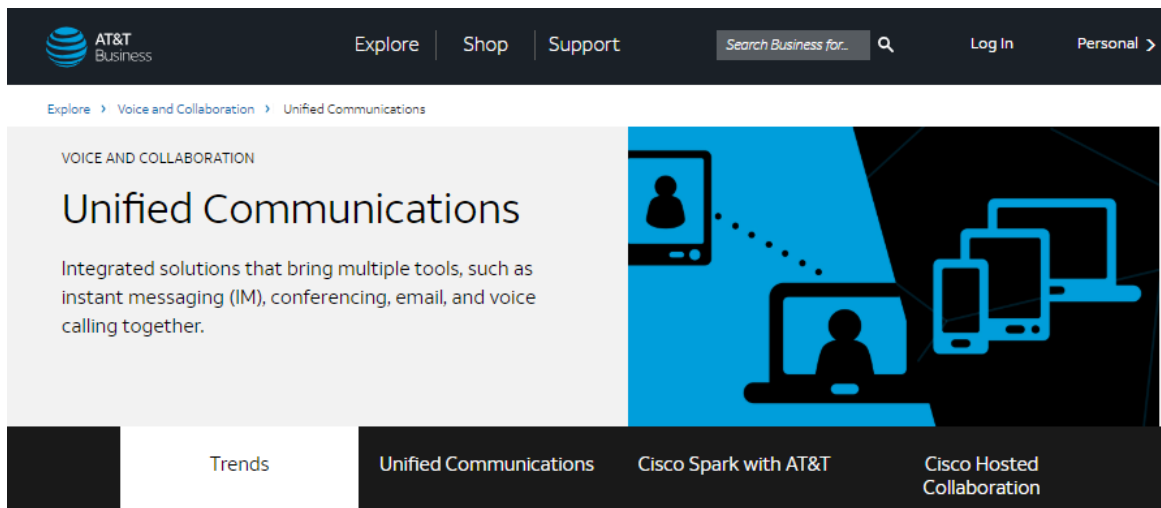 AT&T
Business
Explore
Shop
Support
Search Business for...
Log In
Personal >
Explore > Voice and Collaboration > Unified Communications
VOICE AND COLLABORATION
Unified Communications
Integrated solutions that bring multiple tools, such as
instant messaging (IM), conferencing, email, and voice
calling together.
Trends
Unified Communications
Cisco Spark with AT&T
Cisco Hosted
Collaboration